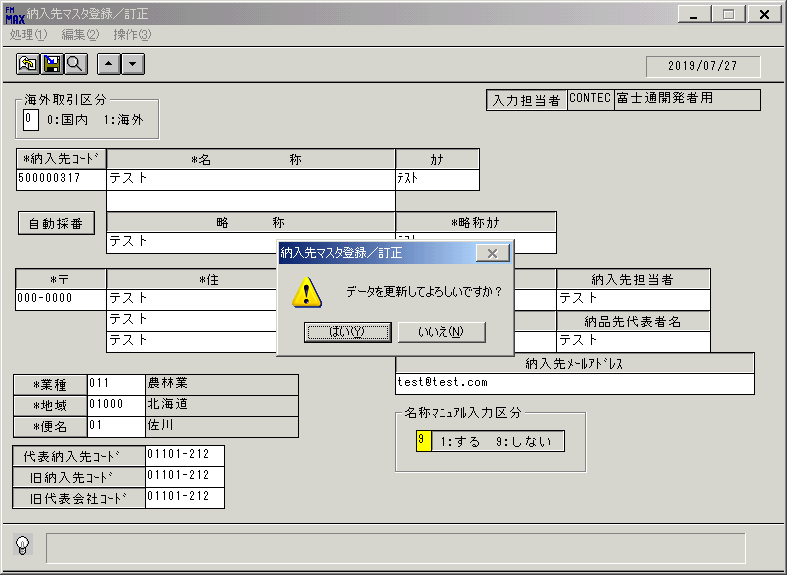 FM MAX 納入先マスタ登録／訂正
処理(1) 編集(2) 操作(3)
2019/07/27
海外取引区分
0 0:国内 1:海外
入力担当者 CONTEC 富士通開発者用
*納入先ｺｰﾄﾞ *名 称 ｶﾅ
500000317 テスト ﾃｽﾄ
自動採番 略 称 *略称ｶﾅ
テスト
納入先マスタ登録／訂正
データを更新してよろしいですか？
はい(Y) いいえ(N)
*〒 *住 納入先担当者
000-0000 テスト テスト
テスト 納品先代表者名
テスト テスト
納入先ﾒｰﾙｱﾄﾞﾚｽ
test@test.com
*業種 011 農林業
*地域 01000 北海道
*便名 01 佐川
名称ﾏﾆｭｱﾙ入力区分
9 1:する 9:しない
代表納入先ｺｰﾄﾞ 01101-212
旧納入先ｺｰﾄﾞ 01101-212
旧代表会社ｺｰﾄﾞ 01101-212